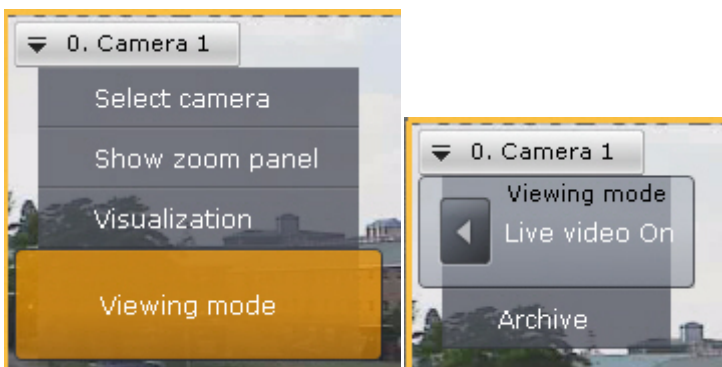 0. Camera 1
Select camera
Show zoom panel
Visualization
Viewing mode
0. Camera 1
Viewing mode
Live video On
Archive